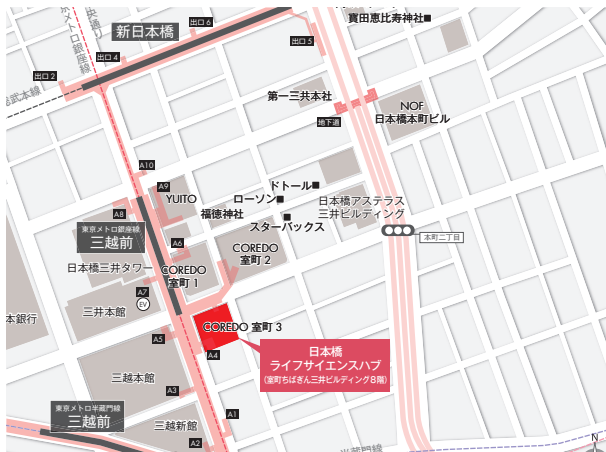 新日本橋
出口 6
出口 5
出口 4
出口 2
寶田恵比寿神社
第一三共本社
NOF
日本橋本町ビル
地下道
A10
A9
YUITO
A8
東京メトロ銀座線
三越前
A6
福徳神社
ドトール
ローソン
スターバックス
日本橋アステラス
三井ビルディング
本町二丁目
日本橋三井タワー
COREDO
室町 1
COREDO
室町 2
A7
EV
三井本館
本銀行
COREDO 室町 3
A5
A4
日本橋
ライフサイエンスハブ
(室町ちばぎん三井ビルディング8階)
三越本館
A3
東京メトロ半蔵門線
三越前
三越新館
A1
A2
半蔵門線
N